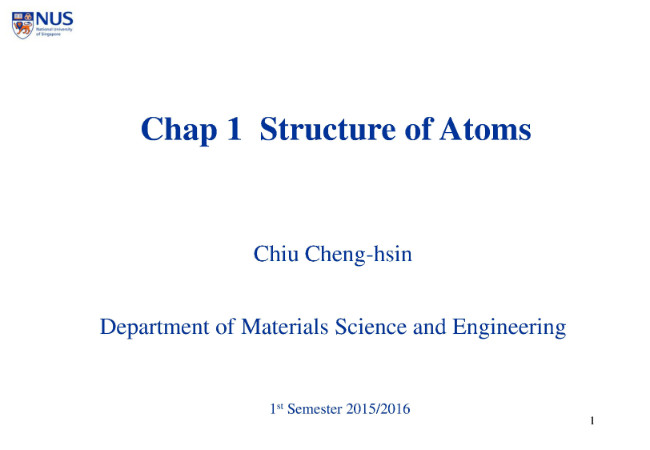 NUS
National University
of Singapore
Chap 1 Structure of Atoms
Chiu Cheng-hsin
Department of Materials Science and Engineering
1st Semester 2015/2016
1